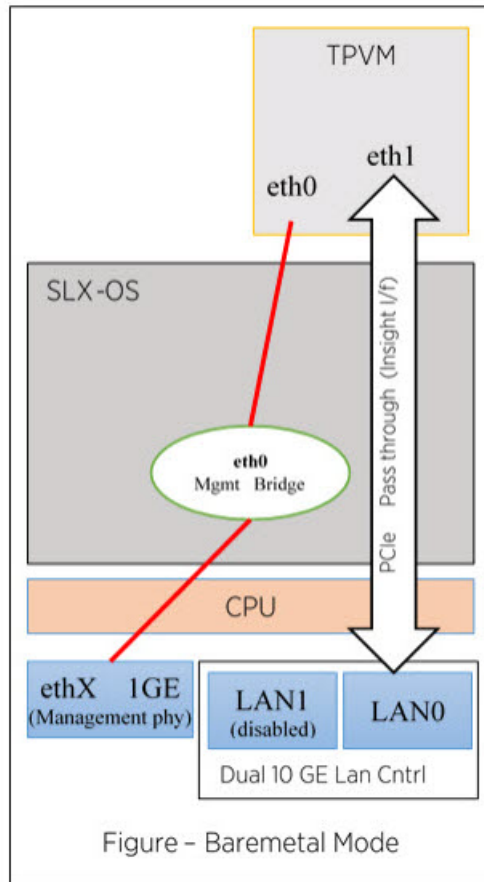 TPVM
eth1
eth0
SLX-OS
PCIe Pass through (Insight I/f)
eth0
Mgmt Bridge
CPU
ethX 1GE
(Management phy)
LAN1
(disabled)
LAN0
Dual 10 GE Lan Cntrl
Figure – Baremetal Mode